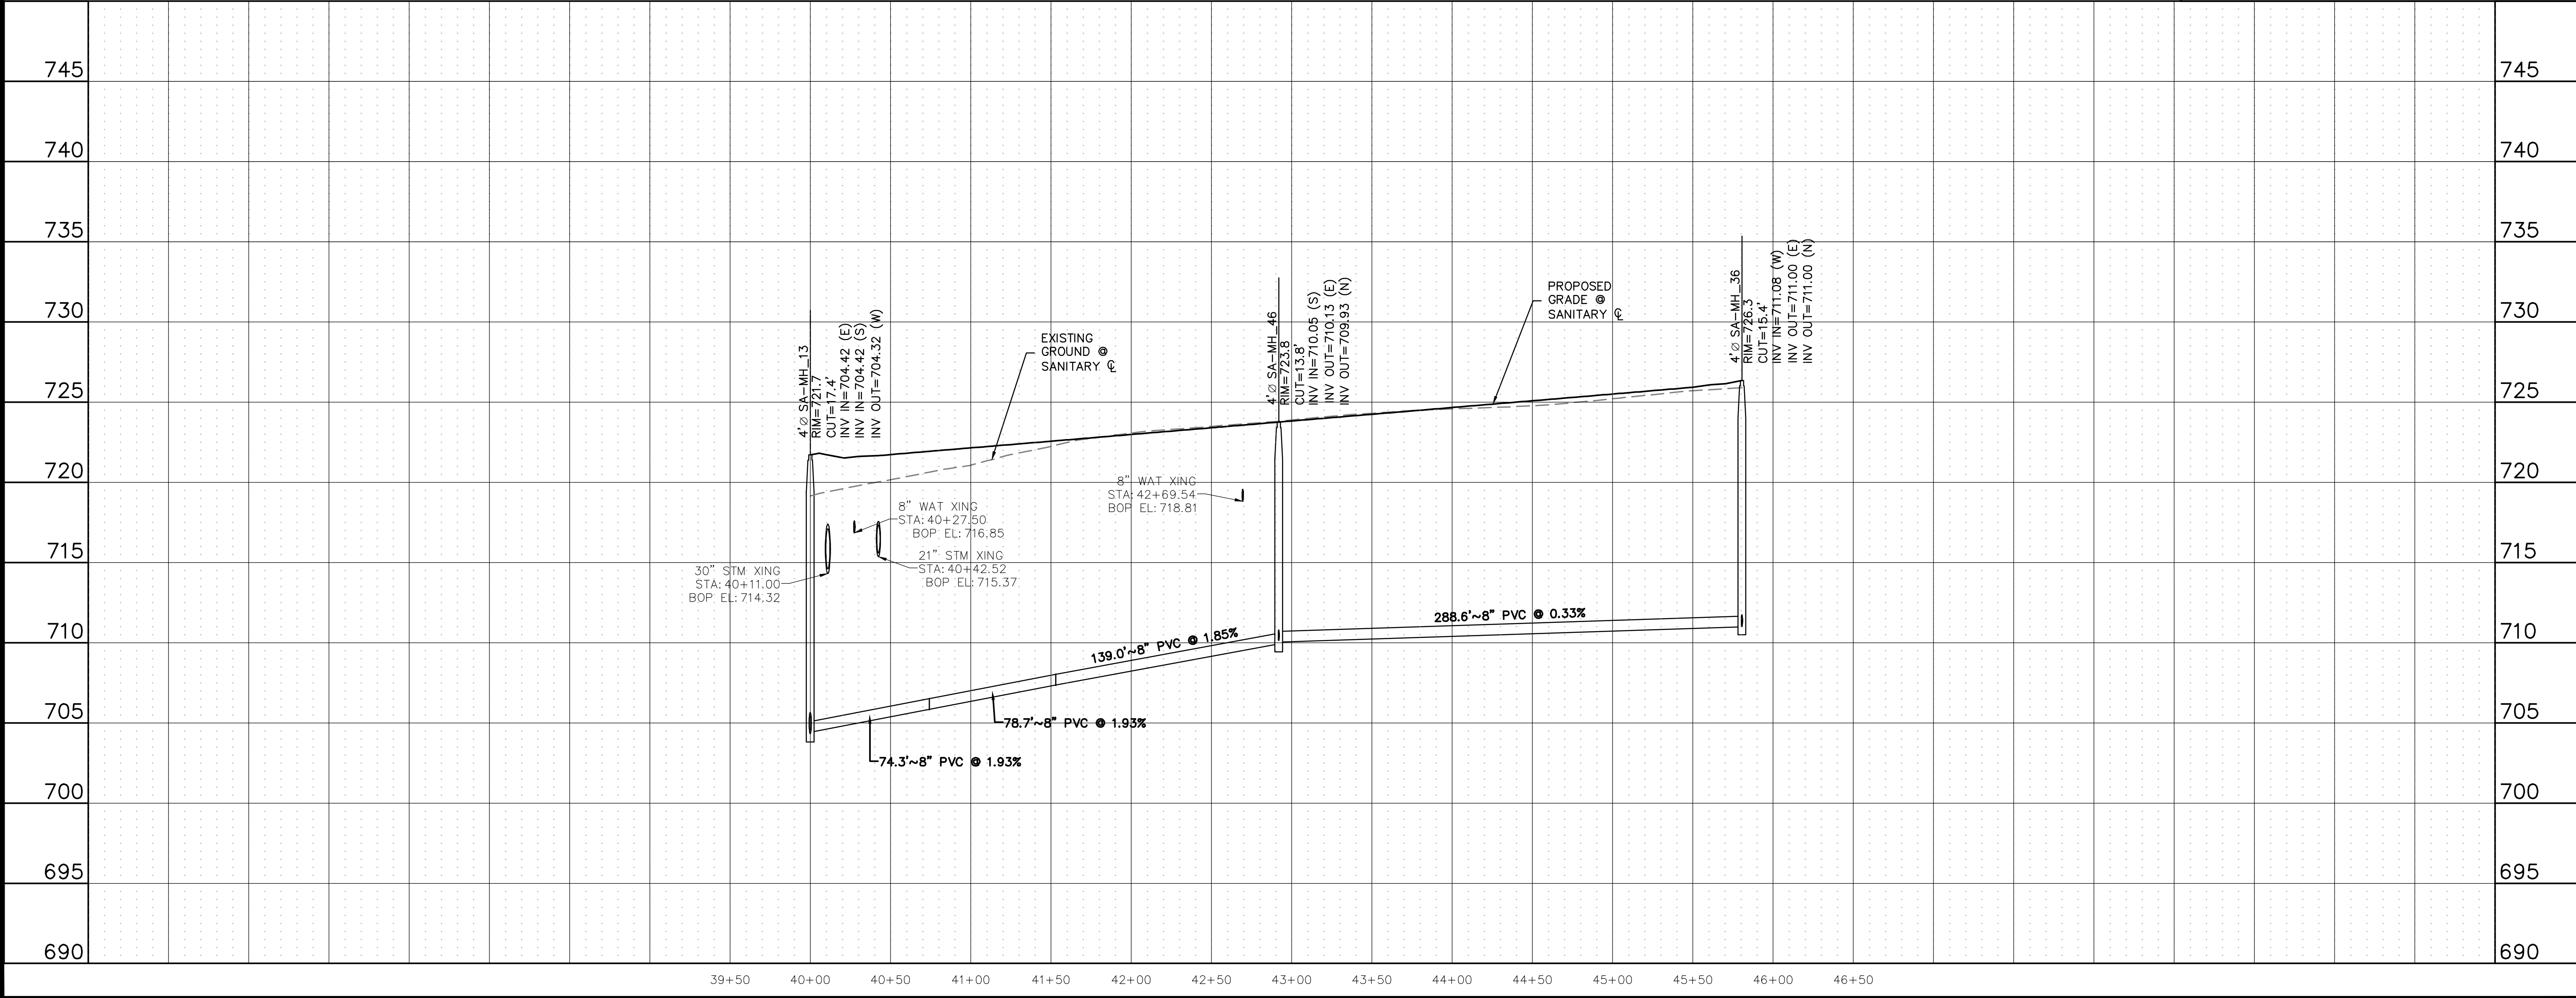 745
740
735
730
725
720
715
710
705
700
695
690
4'⌀ SA-MH_13
RIM=721.7
CUT=17.4'
INV IN=704.42 (E)
INV IN=704.42 (S)
INV OUT=704.32 (W)
EXISTING
GROUND @
SANITARY ℄
4'⌀ SA-MH_46
RIM=723.8
CUT=13.8'
INV IN=710.05 (S)
INV OUT=710.13 (E)
INV OUT=709.93 (N)
PROPOSED
GRADE @
SANITARY ℄
4'⌀ SA-MH_36
RIM=726.3
CUT=15.4'
INV IN=711.08 (W)
INV OUT=711.00 (E)
INV OUT=711.00 (N)
30" STM XING
STA: 40+11.00
BOP EL: 714.32
8" WAT XING
STA: 40+27.50
BOP EL: 716.85
21" STM XING
STA: 40+42.52
BOP EL: 715.37
8" WAT XING
STA: 42+69.54
BOP EL: 718.81
139.0'~8" PVC @ 1.85%
288.6'~8" PVC @ 0.33%
78.7'~8" PVC @ 1.93%
74.3'~8" PVC @ 1.93%
745
740
735
730
725
720
715
710
705
700
695
690
39+50 40+00 40+50 41+00 41+50 42+00 42+50 43+00 43+50 44+00 44+50 45+00 45+50 46+00 46+50